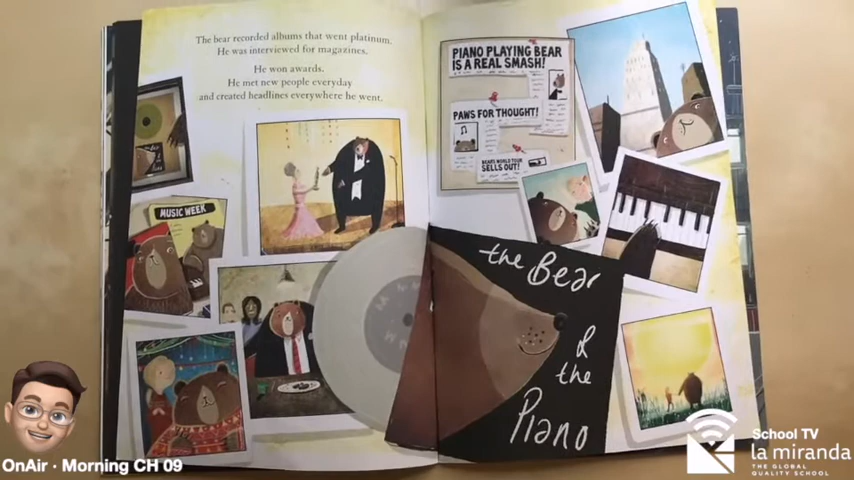 The bear recorded albums that went platinum.
He was interviewed for magazines.
He won awards.
He met new people everyday
and created headlines everywhere he went.
PIANO PLAYING BEAR
IS A REAL SMASH!
PAWS FOR THOUGHT!
BEARS WORLD TOUR
SELLS OUT!
MUSIC WEEK
the Bear
&
the
Piano
OnAir · Morning CH 09
School TV
la miranda
THE GLOBAL
QUALITY SCHOOL